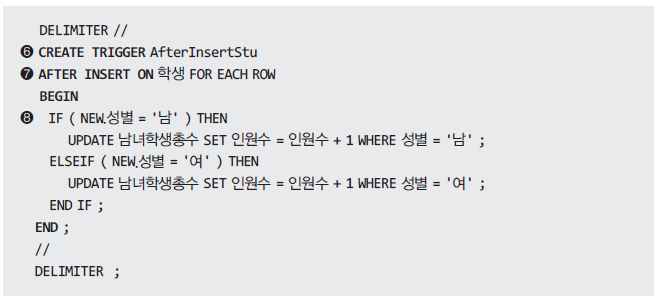 DELIMITER //
❻ CREATE TRIGGER AfterInsertStu
❼ AFTER INSERT ON 학생 FOR EACH ROW
BEGIN
❽ IF ( NEW.성별 = '남' ) THEN
UPDATE 남녀학생총수 SET 인원수 = 인원수 + 1 WHERE 성별 = '남' ;
ELSEIF ( NEW.성별 = '여' ) THEN
UPDATE 남녀학생총수 SET 인원수 = 인원수 + 1 WHERE 성별 = '여' ;
END IF ;
END ;
//
DELIMITER ;